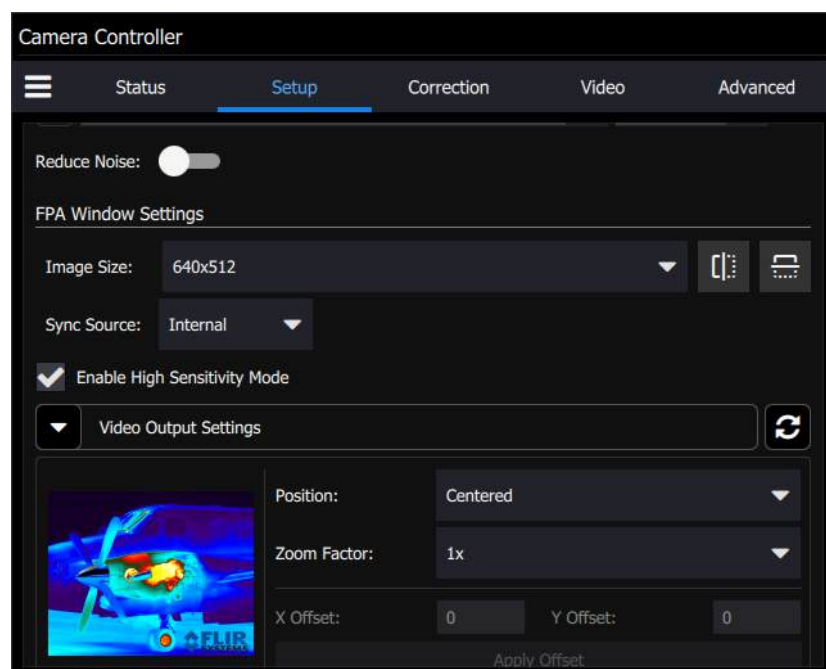 Camera Controller
Status Setup Correction Video Advanced
Reduce Noise:
FPA Window Settings
Image Size: 640x512
Sync Source: Internal
Enable High Sensitivity Mode
Video Output Settings
Position: Centered
Zoom Factor: 1x
X Offset: 0 Y Offset: 0
Apply Offset
FLIR
SYSTEMS